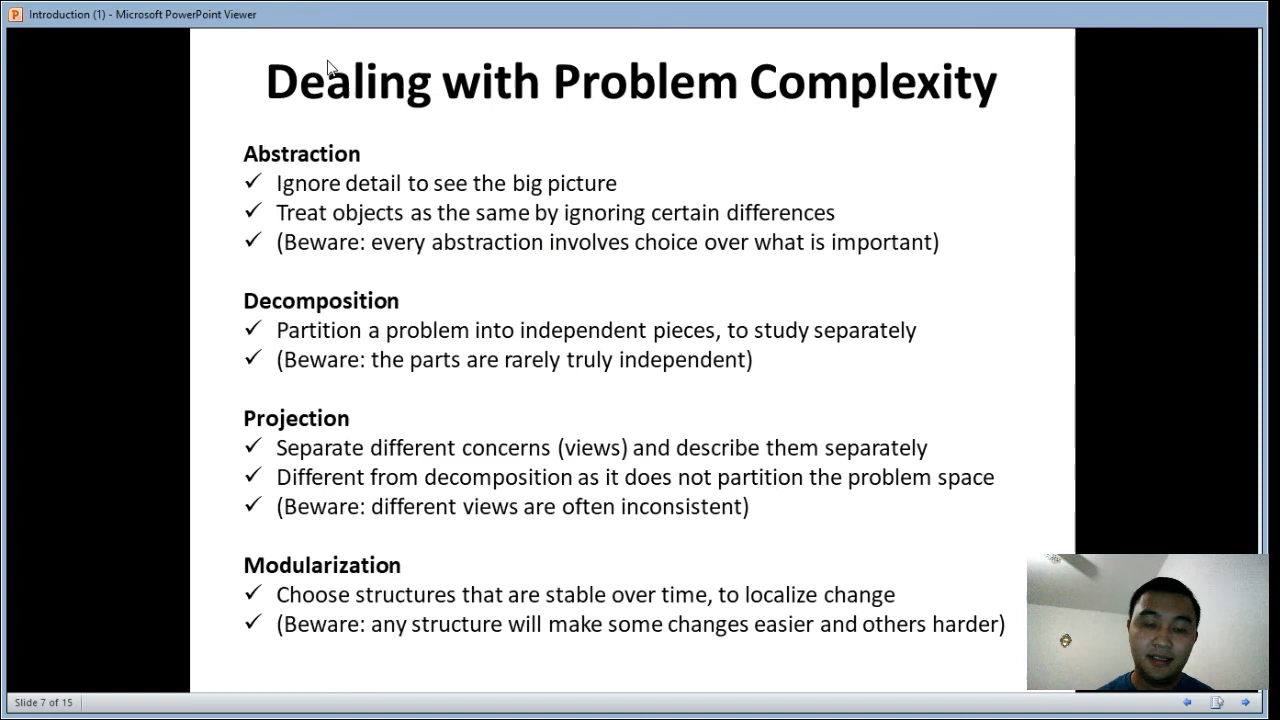 Introduction (1) - Microsoft PowerPoint Viewer
Dealing with Problem Complexity
Abstraction
✓ Ignore detail to see the big picture
✓ Treat objects as the same by ignoring certain differences
✓ (Beware: every abstraction involves choice over what is important)
Decomposition
✓ Partition a problem into independent pieces, to study separately
✓ (Beware: the parts are rarely truly independent)
Projection
✓ Separate different concerns (views) and describe them separately
✓ Different from decomposition as it does not partition the problem space
✓ (Beware: different views are often inconsistent)
Modularization
✓ Choose structures that are stable over time, to localize change
✓ (Beware: any structure will make some changes easier and others harder)
Slide 7 of 15